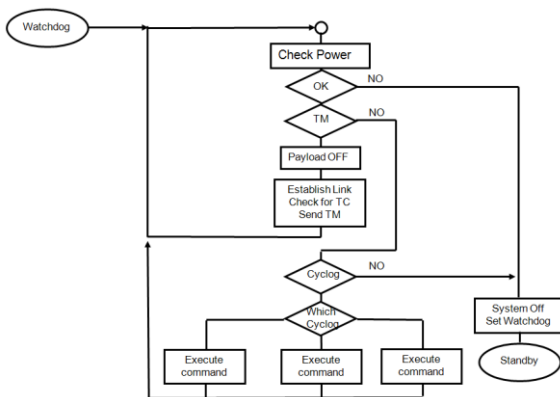 Watchdog
Check Power
OK
NO
TM
NO
Payload OFF
Establish Link
Check for TC
Send TM
Cyclog
NO
Which
Cyclog
System Off
Set Watchdog
Execute
command
Execute
command
Execute
command
Standby